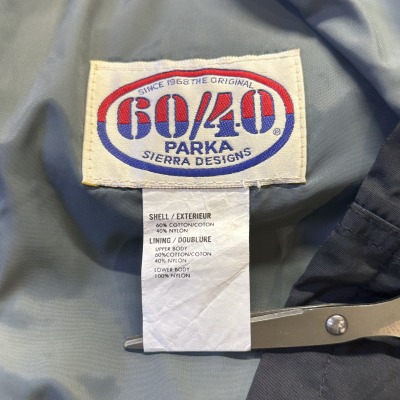 SINCE 1968 THE ORIGINAL
60/40®
PARKA
SIERRA DESIGNS
SHELL / EXTERIEUR
60% COTTON/COTON
40% NYLON
LINING / DOUBLURE
UPPER BODY
60%COTTON/COTON
40% NYLON
LOWER BODY
100% NYLON